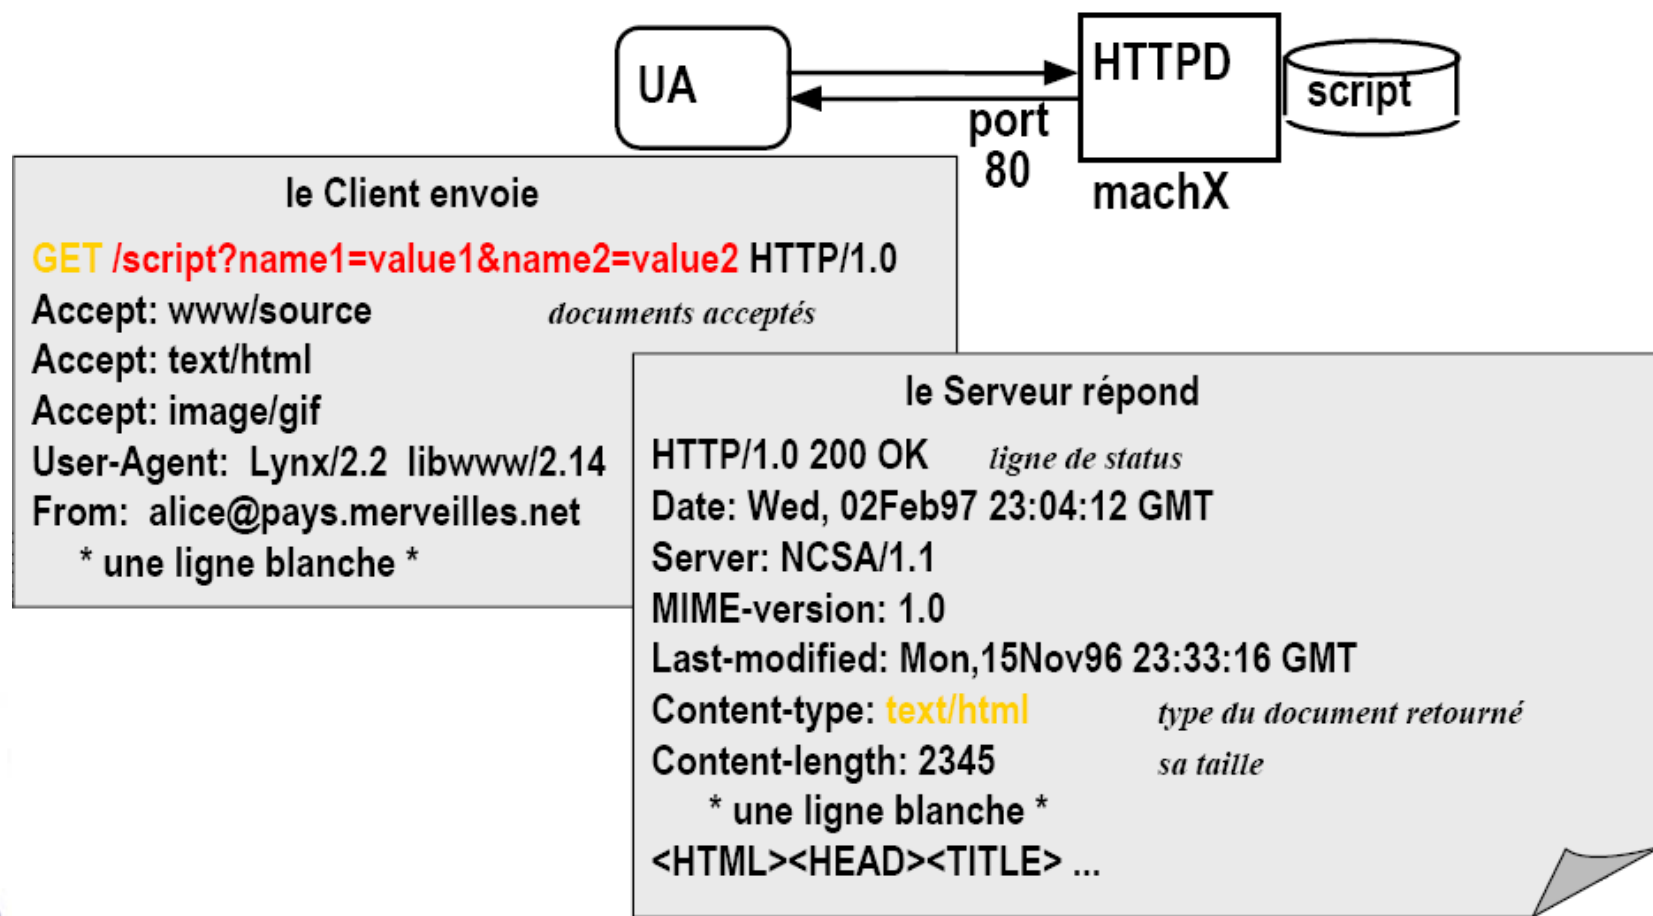 UA
HTTPD
script
port
80
machX
le Client envoie
GET /script?name1=value1&name2=value2 HTTP/1.0
Accept: www/source documents acceptés
Accept: text/html
Accept: image/gif
User-Agent: Lynx/2.2 libwww/2.14
From: alice@pays.merveilles.net
* une ligne blanche *
le Serveur répond
HTTP/1.0 200 OK ligne de status
Date: Wed, 02Feb97 23:04:12 GMT
Server: NCSA/1.1
MIME-version: 1.0
Last-modified: Mon,15Nov96 23:33:16 GMT
Content-type: text/html type du document retourné
Content-length: 2345 sa taille
* une ligne blanche *
<HTML><HEAD><TITLE> ...